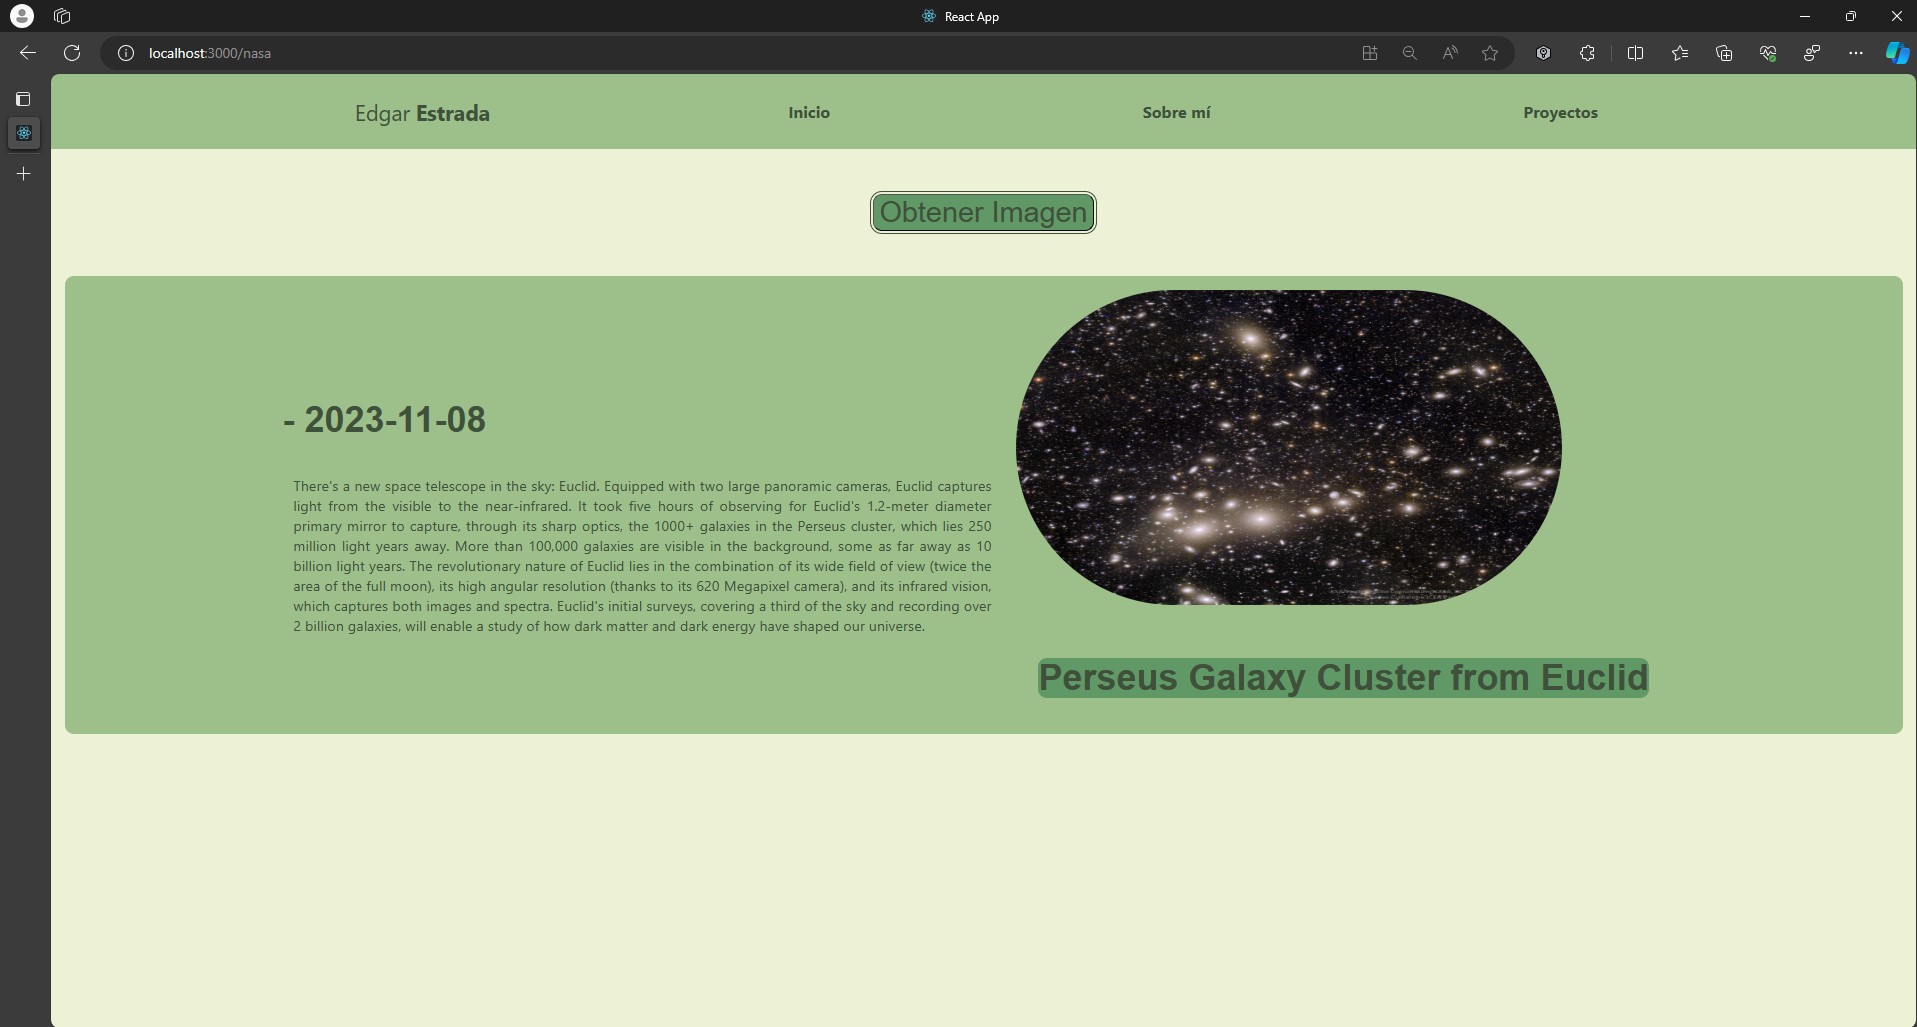 React App
localhost:3000/nasa
Edgar Estrada
Inicio
Sobre mí
Proyectos
Obtener Imagen
- 2023-11-08
There's a new space telescope in the sky: Euclid. Equipped with two large panoramic cameras, Euclid captures
light from the visible to the near-infrared. It took five hours of observing for Euclid's 1.2-meter diameter
primary mirror to capture, through its sharp optics, the 1000+ galaxies in the Perseus cluster, which lies 250
million light years away. More than 100,000 galaxies are visible in the background, some as far away as 10
billion light years. The revolutionary nature of Euclid lies in the combination of its wide field of view (twice the
area of the full moon), its high angular resolution (thanks to its 620 Megapixel camera), and its infrared vision,
which captures both images and spectra. Euclid's initial surveys, covering a third of the sky and recording over
2 billion galaxies, will enable a study of how dark matter and dark energy have shaped our universe.
Perseus Galaxy Cluster from Euclid